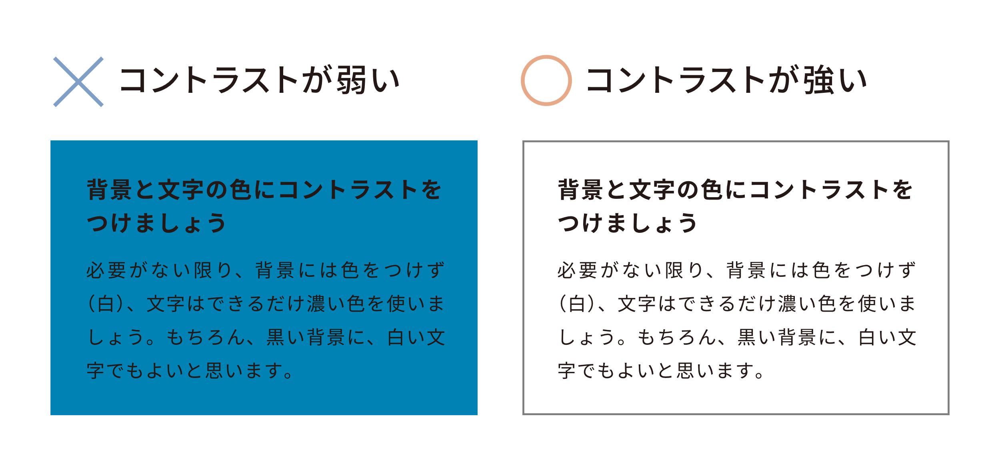 コントラストが弱い
背景と文字の色にコントラストを
つけましょう
必要がない限り、背景には色をつけず
（白）、文字はできるだけ濃い色を使いま
しょう。もちろん、黒い背景に、白い文
字でもよいと思います。
コントラストが強い
背景と文字の色にコントラストを
つけましょう
必要がない限り、背景には色をつけず
（白）、文字はできるだけ濃い色を使いま
しょう。もちろん、黒い背景に、白い文
字でもよいと思います。